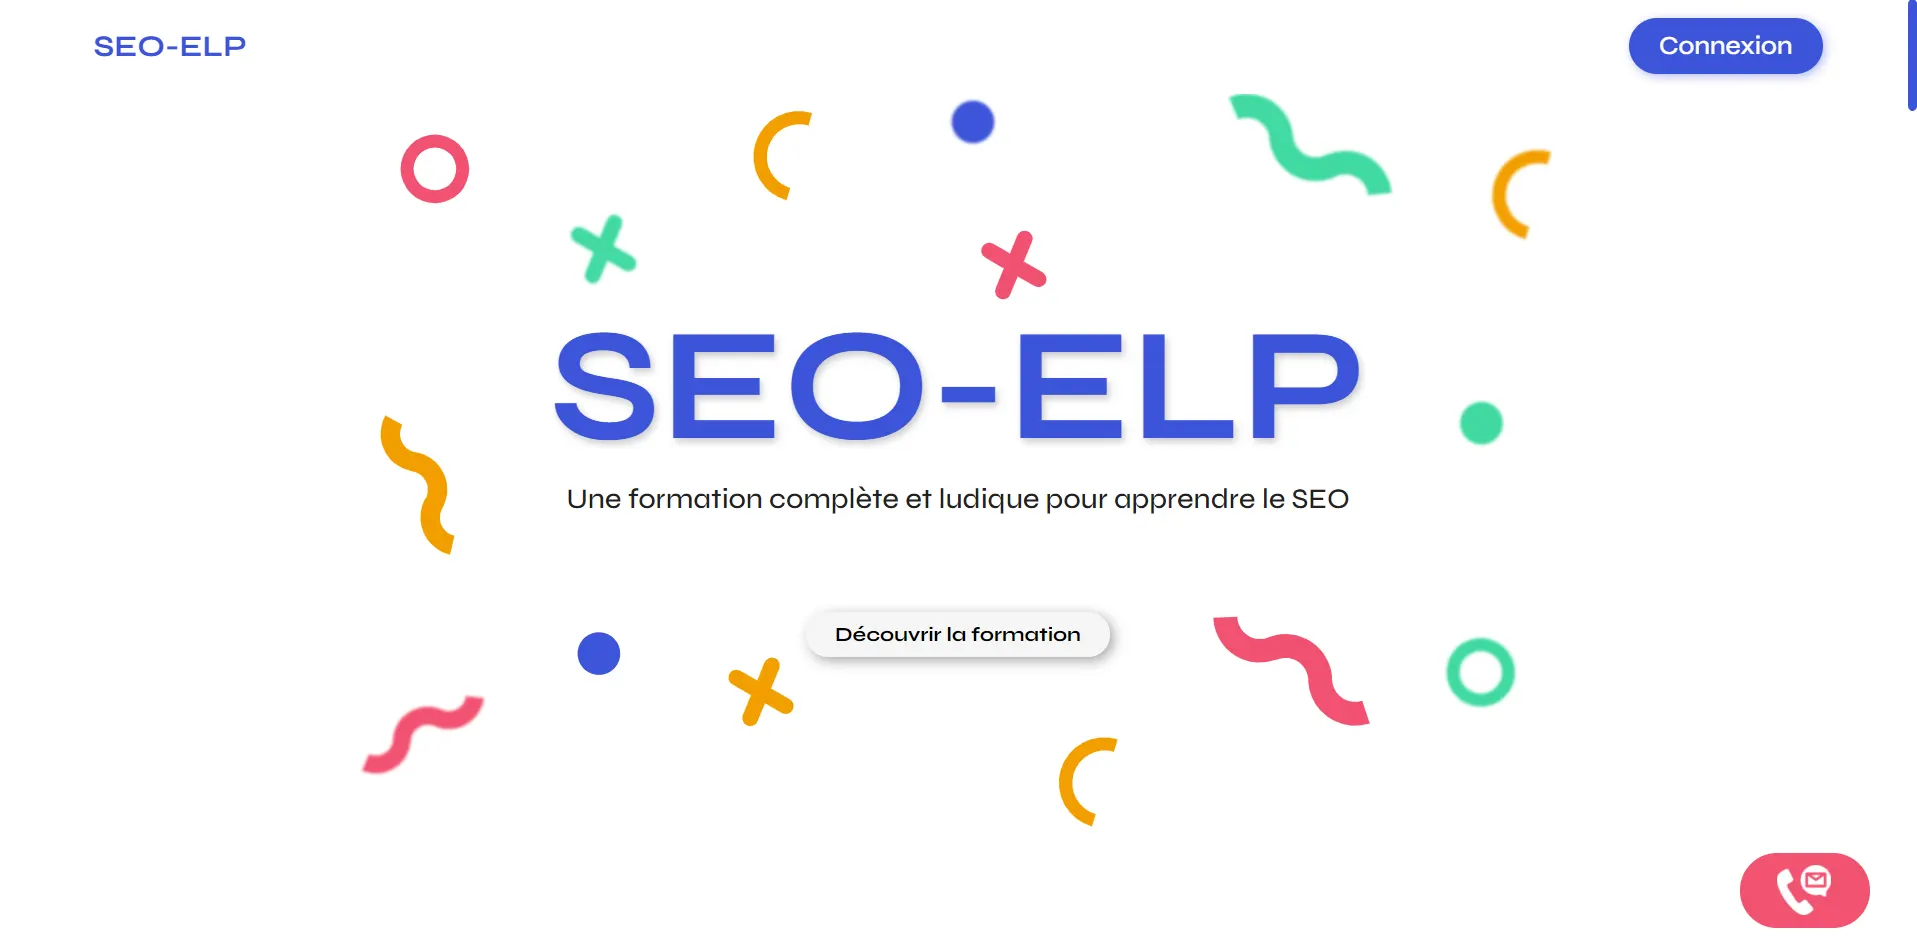 SEO-ELP
Connexion
SEO-ELP
Une formation complète et ludique pour apprendre le SEO
Découvrir la formation